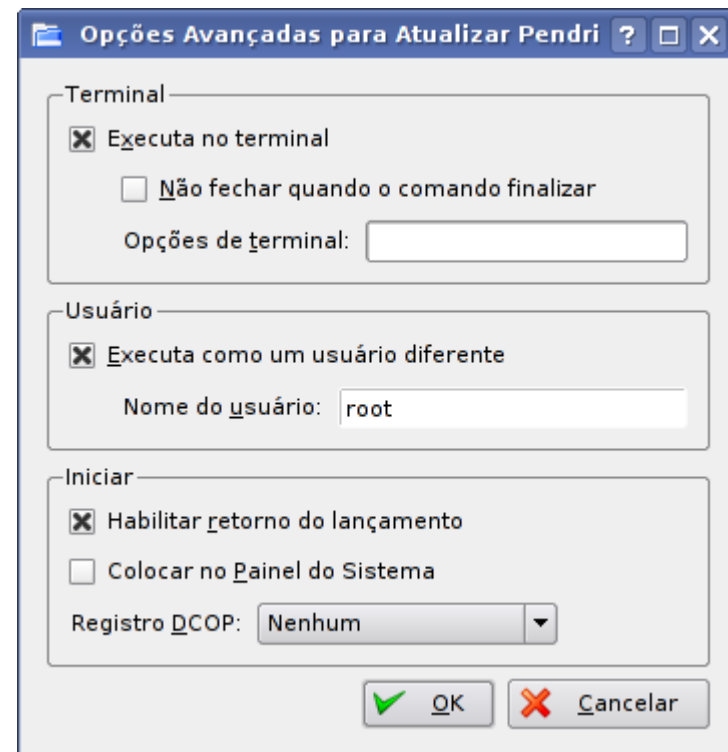 Opções Avançadas para Atualizar Pendri
Terminal
Executa no terminal
Não fechar quando o comando finalizar
Opções de terminal:
Usuário
Executa como um usuário diferente
Nome do usuário: root
Iniciar
Habilitar retorno do lançamento
Colocar no Painel do Sistema
Registro DCOP: Nenhum
OK Cancelar